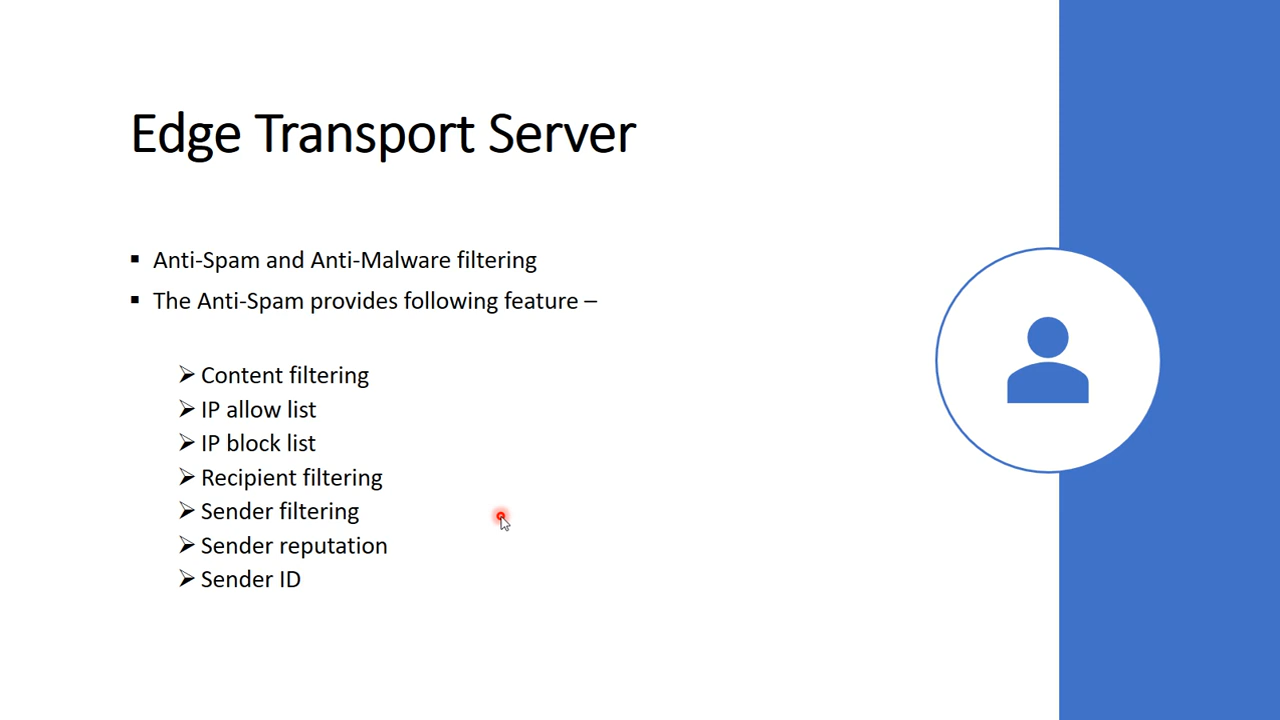 Edge Transport Server
▪ Anti-Spam and Anti-Malware filtering
▪ The Anti-Spam provides following feature –
➢ Content filtering
➢ IP allow list
➢ IP block list
➢ Recipient filtering
➢ Sender filtering
➢ Sender reputation
➢ Sender ID